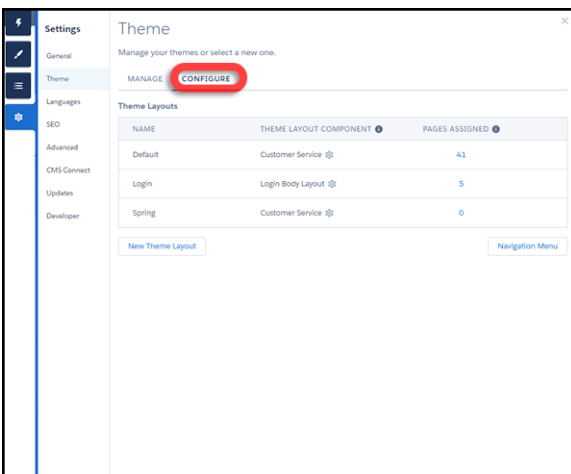 Settings
General
Theme
Languages
SEO
Advanced
CMS Connect
Updates
Developer
Theme
Manage your themes or select a new one.
MANAGE CONFIGURE
Theme Layouts
NAME THEME LAYOUT COMPONENT PAGES ASSIGNED
Default Customer Service 41
Login Login Body Layout 5
Spring Customer Service 0
New Theme Layout Navigation Menu